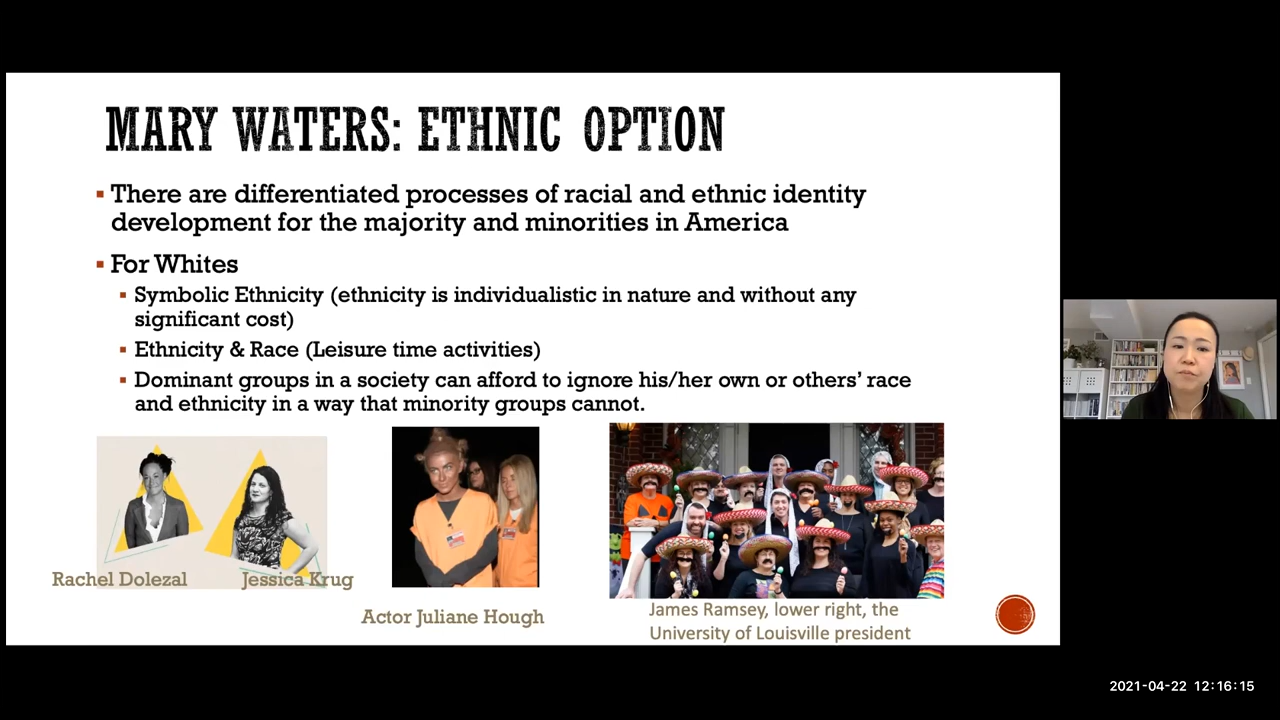 MARY WATERS: ETHNIC OPTION
There are differentiated processes of racial and ethnic identity
development for the majority and minorities in America
For Whites
Symbolic Ethnicity (ethnicity is individualistic in nature and without any
significant cost)
Ethnicity & Race (Leisure time activities)
Dominant groups in a society can afford to ignore his/her own or others’ race
and ethnicity in a way that minority groups cannot.
Rachel Dolezal
Jessica Krug
Actor Juliane Hough
James Ramsey, lower right, the
University of Louisville president
2021-04-22 12:16:15